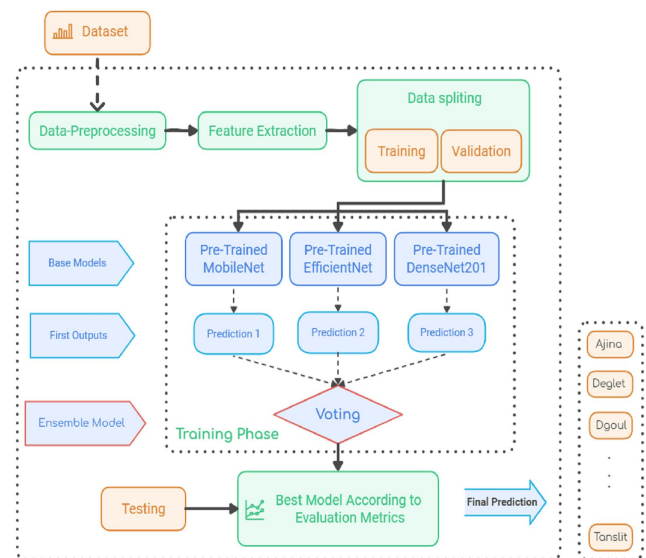 Dataset
Data-Preprocessing
Feature Extraction
Data spliting
Training
Validation
Base Models
Pre-Trained
MobileNet
Pre-Trained
EfficientNet
Pre-Trained
DenseNet201
First Outputs
Prediction 1
Prediction 2
Prediction 3
Ensemble Model
Voting
Training Phase
Testing
Best Model According to
Evaluation Metrics
Final Prediction
Ajina
Deglet
Dgoul
Tanslit